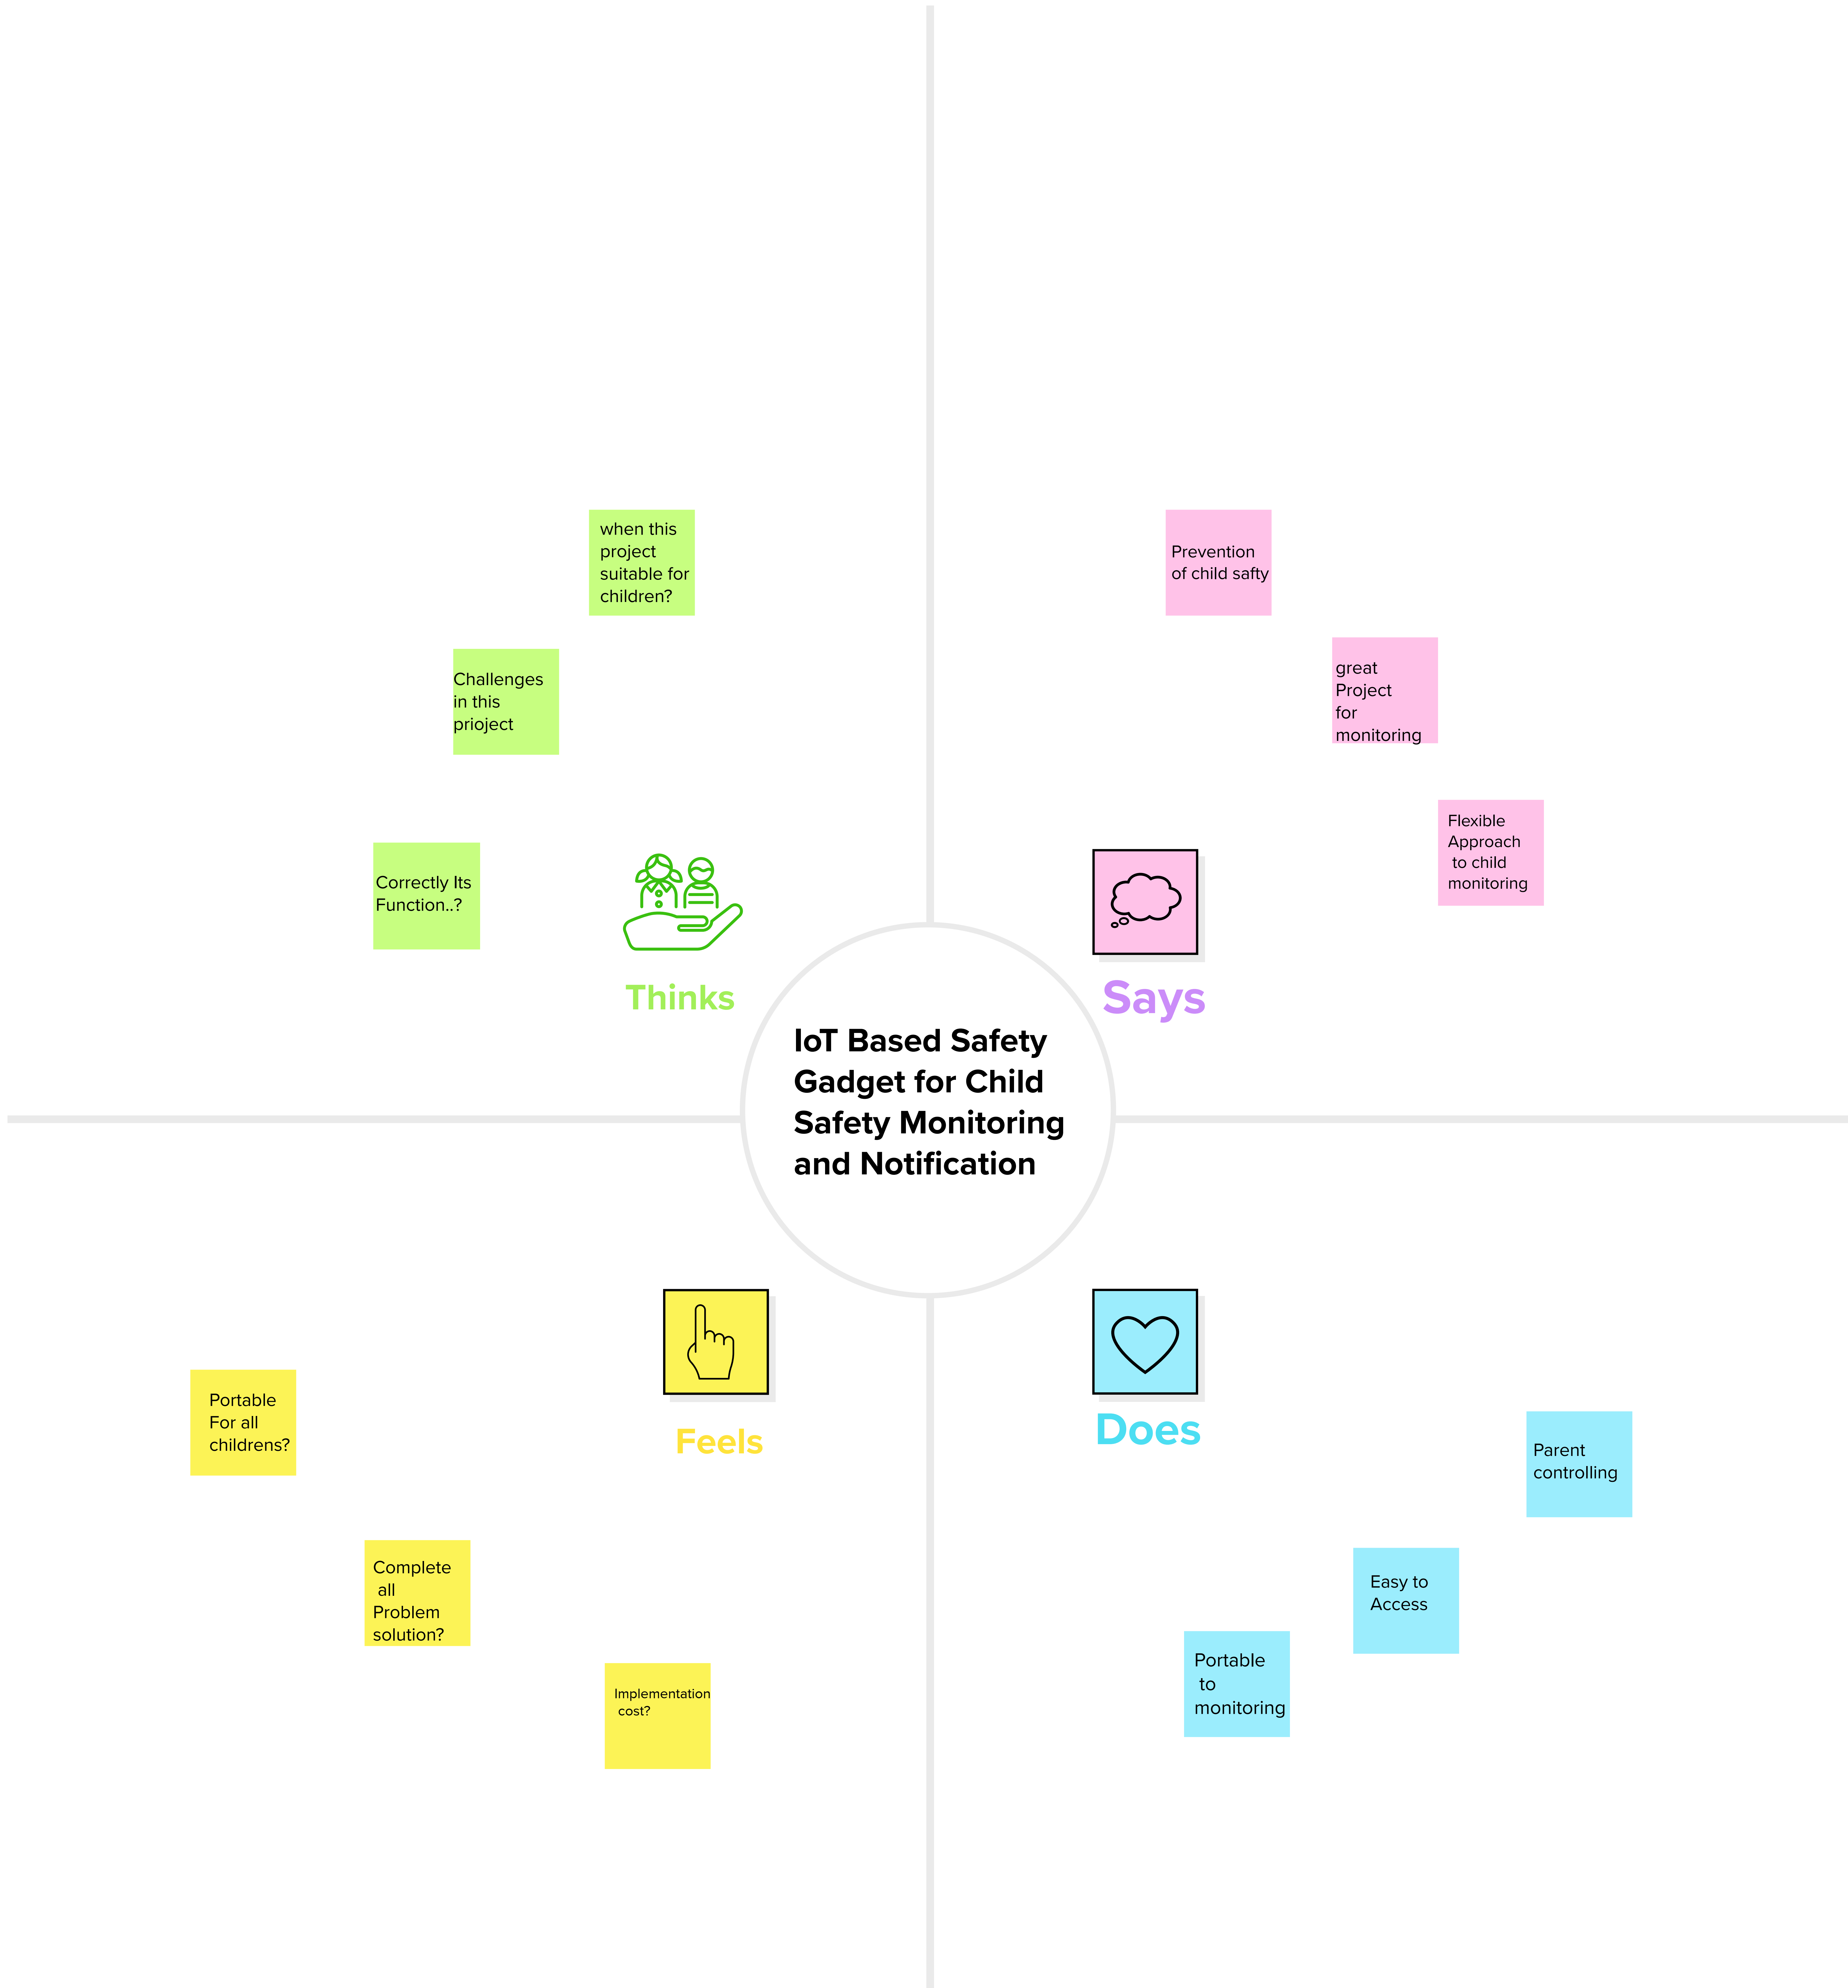 when this
project
suitable for
children?
Challenges
in this
prioject
Correctly Its
Function..?
Thinks
Prevention
of child safty
great
Project
for
monitoring
Flexible
Approach
to child
monitoring
Says
IoT Based Safety
Gadget for Child
Safety Monitoring
and Notification
Feels
Portable
For all
childrens?
Complete
all
Problem
solution?
Implementation
cost?
Does
Parent
controlling
Easy to
Access
Portable
to
monitoring